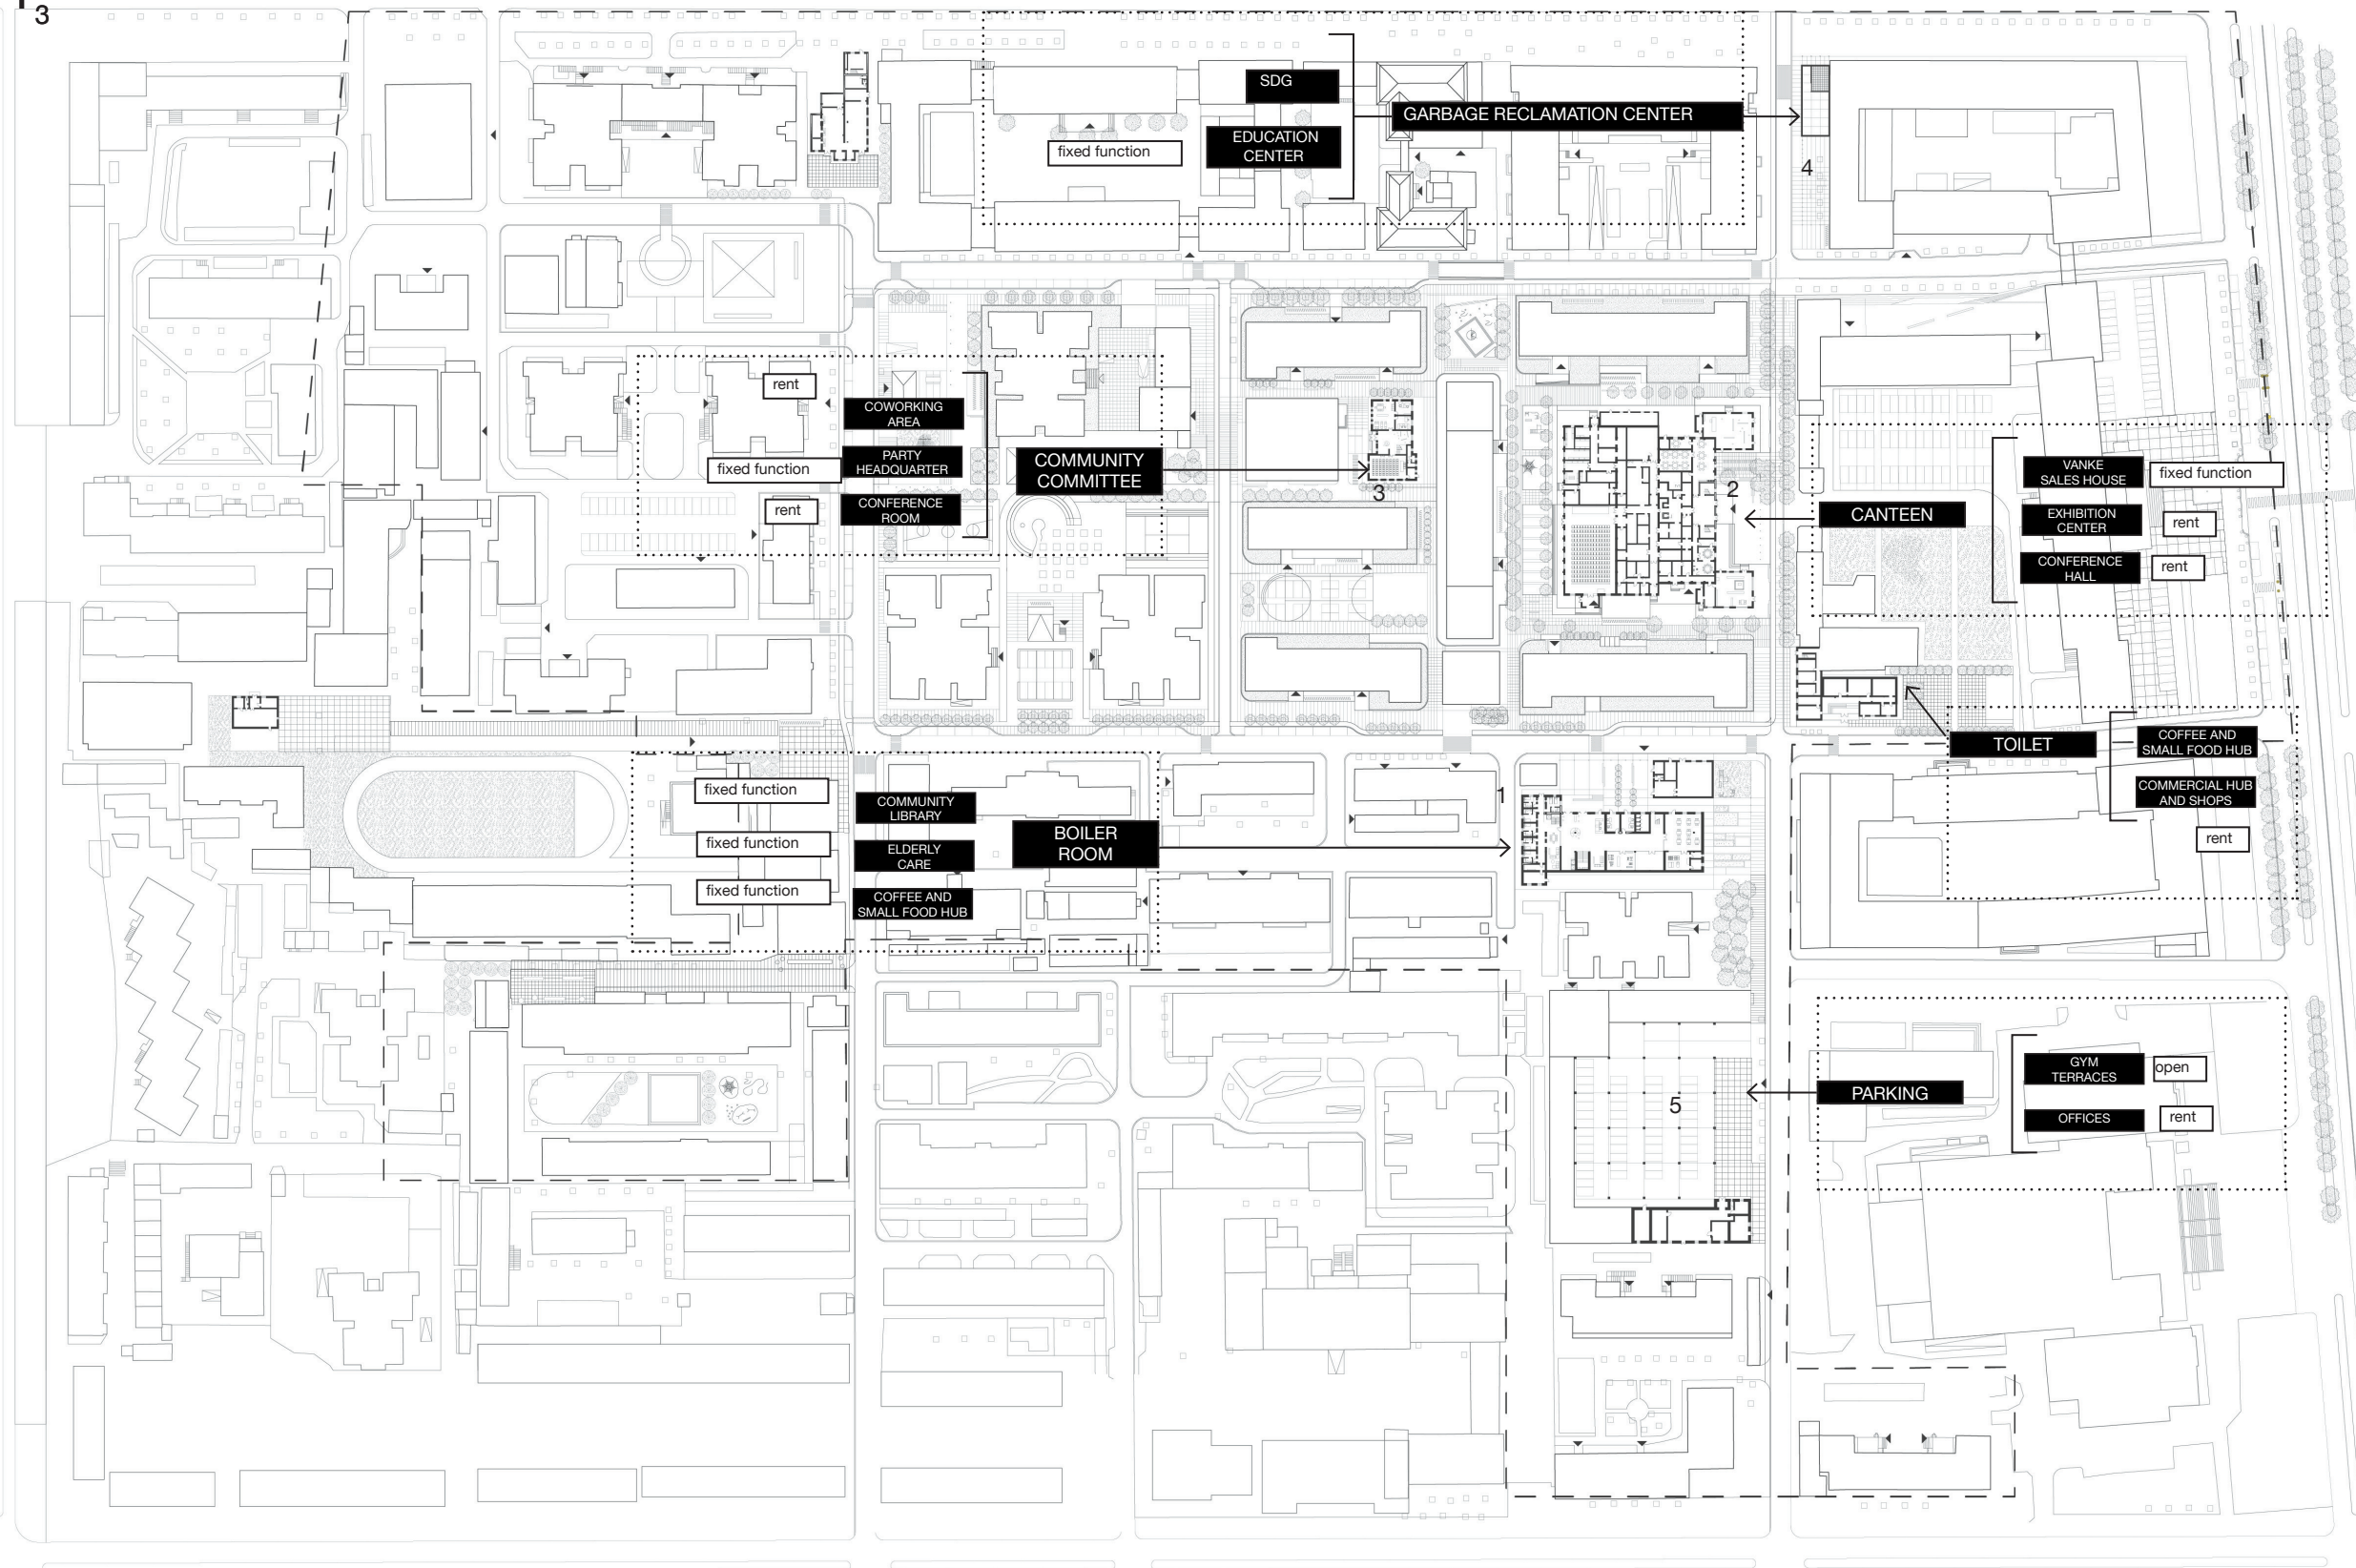 3
SDG
GARBAGE RECLAMATION CENTER
EDUCATION
CENTER
fixed function
4
rent
COWORKING
AREA
fixed function
PARTY
HEADQUARTER
COMMUNITY
COMMITTEE
rent
CONFERENCE
ROOM
3
2
CANTEEN
VANKE
SALES HOUSE
fixed function
EXHIBITION
CENTER
rent
CONFERENCE
HALL
rent
TOILET
COFFEE AND
SMALL FOOD HUB
COMMERCIAL HUB
AND SHOPS
rent
fixed function
COMMUNITY
LIBRARY
fixed function
ELDERLY
CARE
BOILER
ROOM
1
fixed function
COFFEE AND
SMALL FOOD HUB
GYM
TERRACES
open
PARKING
5
OFFICES
rent